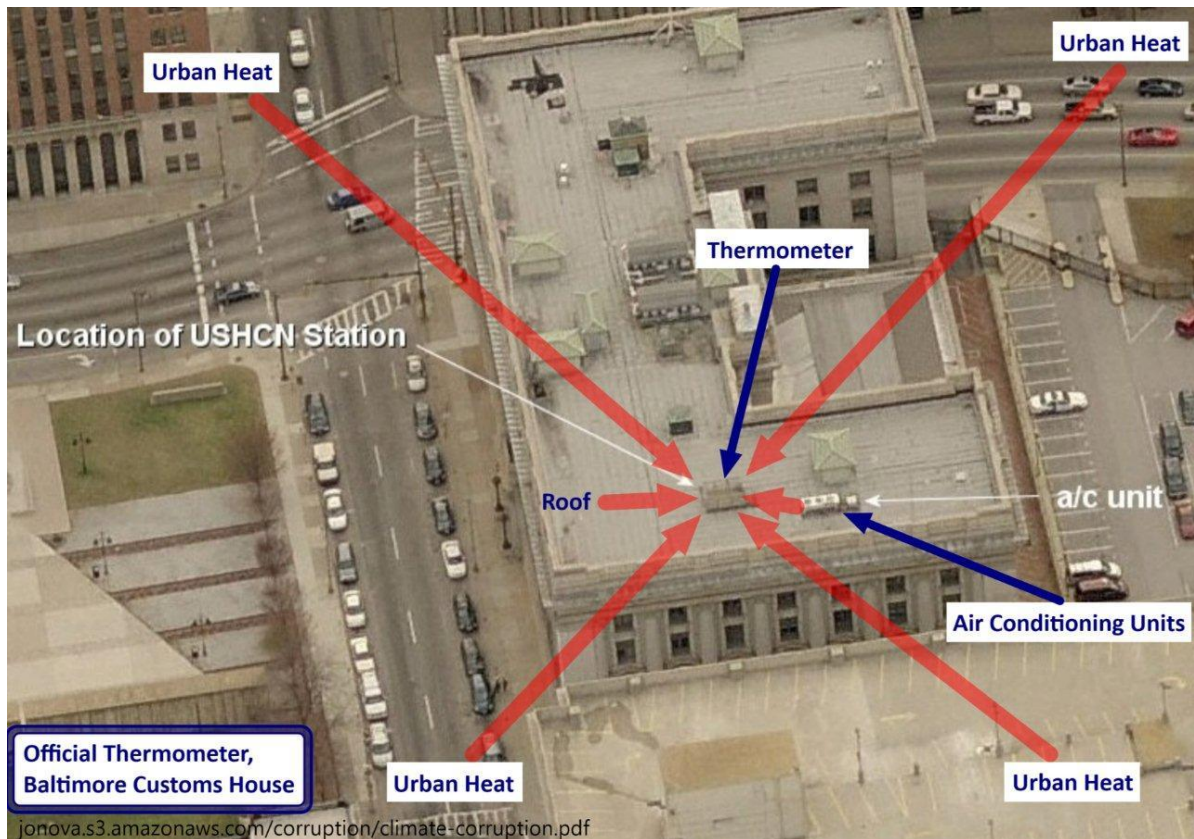 Urban Heat
Urban Heat
Thermometer
Location of USHCN Station
Roof
a/c unit
Air Conditioning Units
Official Thermometer,
Baltimore Customs House
Urban Heat
Urban Heat
jonova.s3.amazonaws.com/corruption/climate-corruption.pdf